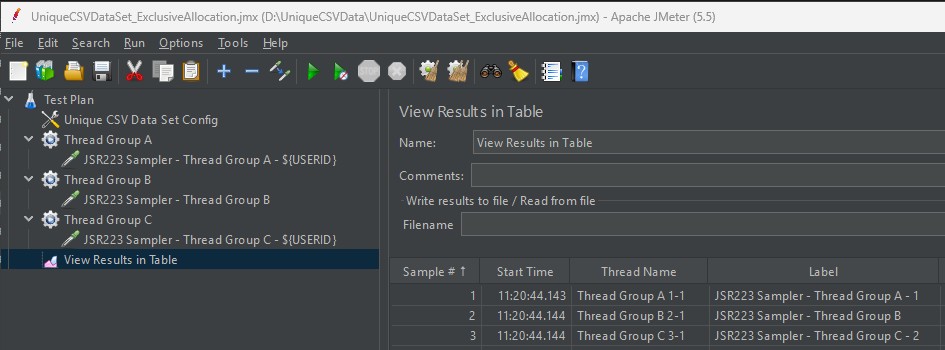 UniqueCSVDataSet_ExclusiveAllocation.jmx (D:\UniqueCSVData\UniqueCSVDataSet_ExclusiveAllocation.jmx) - Apache JMeter (5.5)
File Edit Search Run Options Tools Help
STOP
?
Test Plan
Unique CSV Data Set Config
Thread Group A
JSR223 Sampler - Thread Group A - ${USERID}
Thread Group B
JSR223 Sampler - Thread Group B
Thread Group C
JSR223 Sampler - Thread Group C - ${USERID}
View Results in Table
View Results in Table
Name: View Results in Table
Comments:
Write results to file / Read from file
Filename
Sample # ↑ Start Time Thread Name Label
1 11:20:44.143 Thread Group A 1-1 JSR223 Sampler - Thread Group A - 1
2 11:20:44.144 Thread Group B 2-1 JSR223 Sampler - Thread Group B
3 11:20:44.144 Thread Group C 3-1 JSR223 Sampler - Thread Group C - 2